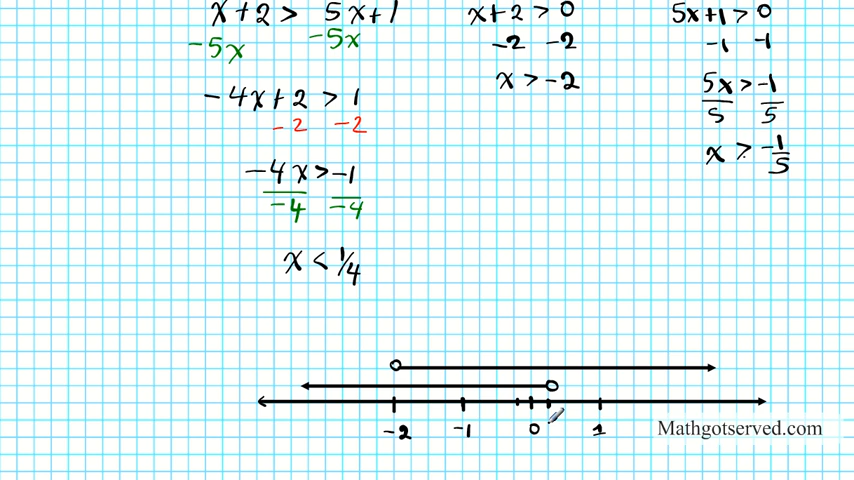 x+2 > 5x+1
-5x -5x
-4x+2 > 1
-2 -2
-4x > -1
-4 -4
x < 1/4
x+2 > 0
-2 -2
x > -2
5x+1 > 0
-1 -1
5x > -1
5 5
x > -1/5
-2 -1 0 1
Mathgotserved.com